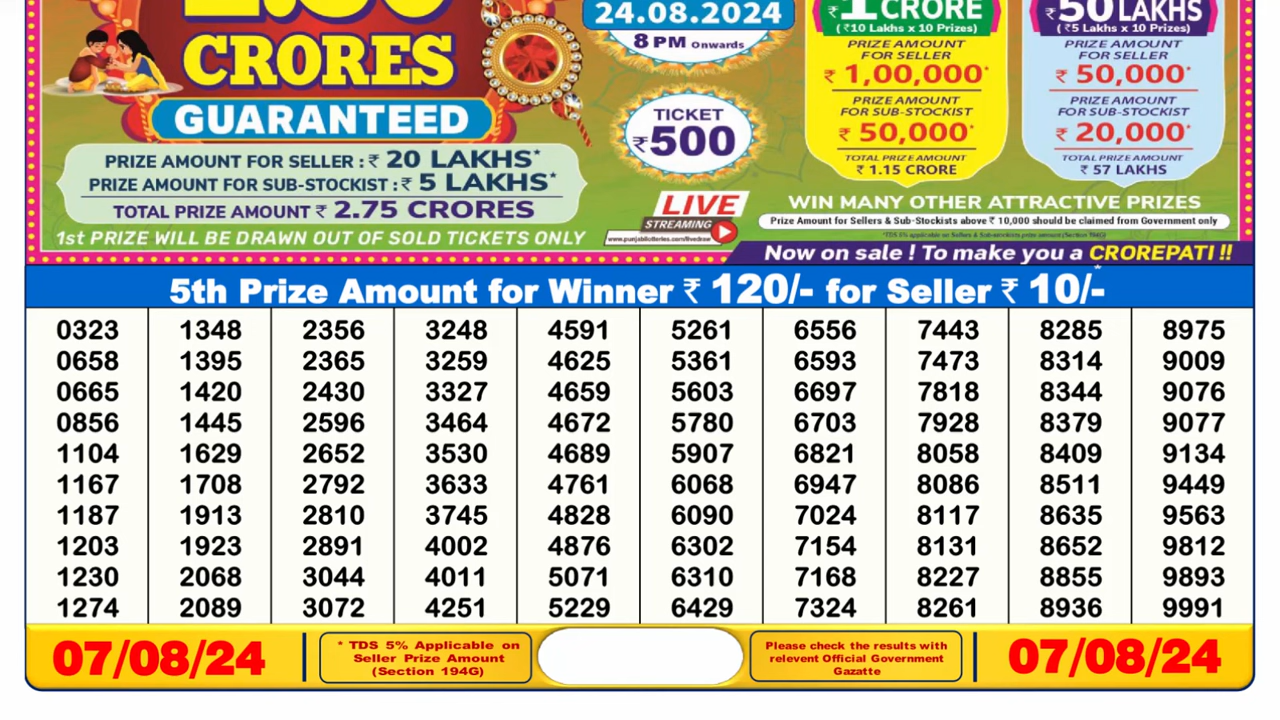 CRORES
GUARANTEED
PRIZE AMOUNT FOR SELLER : ₹ 20 LAKHS*
PRIZE AMOUNT FOR SUB-STOCKIST : ₹ 5 LAKHS*
TOTAL PRIZE AMOUNT ₹ 2.75 CRORES
1st PRIZE WILL BE DRAWN OUT OF SOLD TICKETS ONLY
24.08.2024
8 PM Onwards
TICKET
₹500
LIVE
STREAMING
www.punjablotteries.com/livedraw
₹1 CRORE
(₹10 Lakhs x 10 Prizes)
PRIZE AMOUNT
FOR SELLER
₹ 1,00,000*
PRIZE AMOUNT
FOR SUB-STOCKIST
₹ 50,000*
TOTAL PRIZE AMOUNT
₹ 1.15 CRORE
₹50 LAKHS
(₹5 Lakhs x 10 Prizes)
PRIZE AMOUNT
FOR SELLER
₹ 50,000*
PRIZE AMOUNT
FOR SUB-STOCKIST
₹ 20,000*
TOTAL PRIZE AMOUNT
₹ 57 LAKHS
WIN MANY OTHER ATTRACTIVE PRIZES
Prize Amount for Sellers & Sub-Stockists above ₹ 10,000 should be claimed from Government only
*TDS 5% applicable on Sellers & Sub-stockists prize amount (Section 194G)
Now on sale ! To make you a CROREPATI !!
5th Prize Amount for Winner ₹ 120/- for Seller ₹ 10/-*
0323 1348 2356 3248 4591 5261 6556 7443 8285 8975
0658 1395 2365 3259 4625 5361 6593 7473 8314 9009
0665 1420 2430 3327 4659 5603 6697 7818 8344 9076
0856 1445 2596 3464 4672 5780 6703 7928 8379 9077
1104 1629 2652 3530 4689 5907 6821 8058 8409 9134
1167 1708 2792 3633 4761 6068 6947 8086 8511 9449
1187 1913 2810 3745 4828 6090 7024 8117 8635 9563
1203 1923 2891 4002 4876 6302 7154 8131 8652 9812
1230 2068 3044 4011 5071 6310 7168 8227 8855 9893
1274 2089 3072 4251 5229 6429 7324 8261 8936 9991
07/08/24
* TDS 5% Applicable on
Seller Prize Amount
(Section 194G)
Please check the results with
relevent Official Government
Gazatte
07/08/24